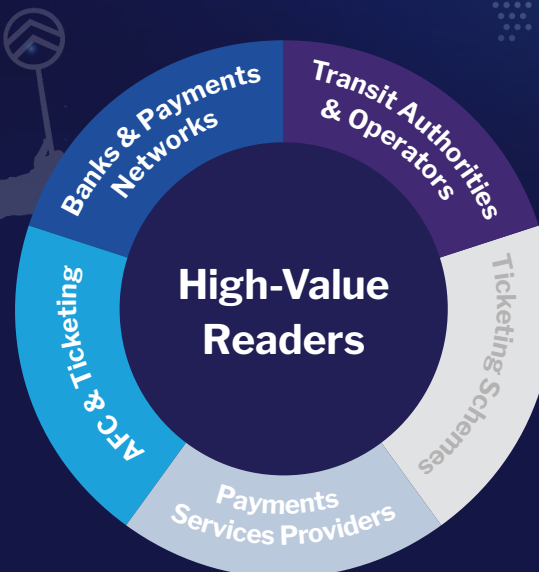 Banks & Payments
Networks
Transit Authorities
& Operators
Ticketing Schemes
Payments
Services Providers
AFC & Ticketing
High-Value
Readers